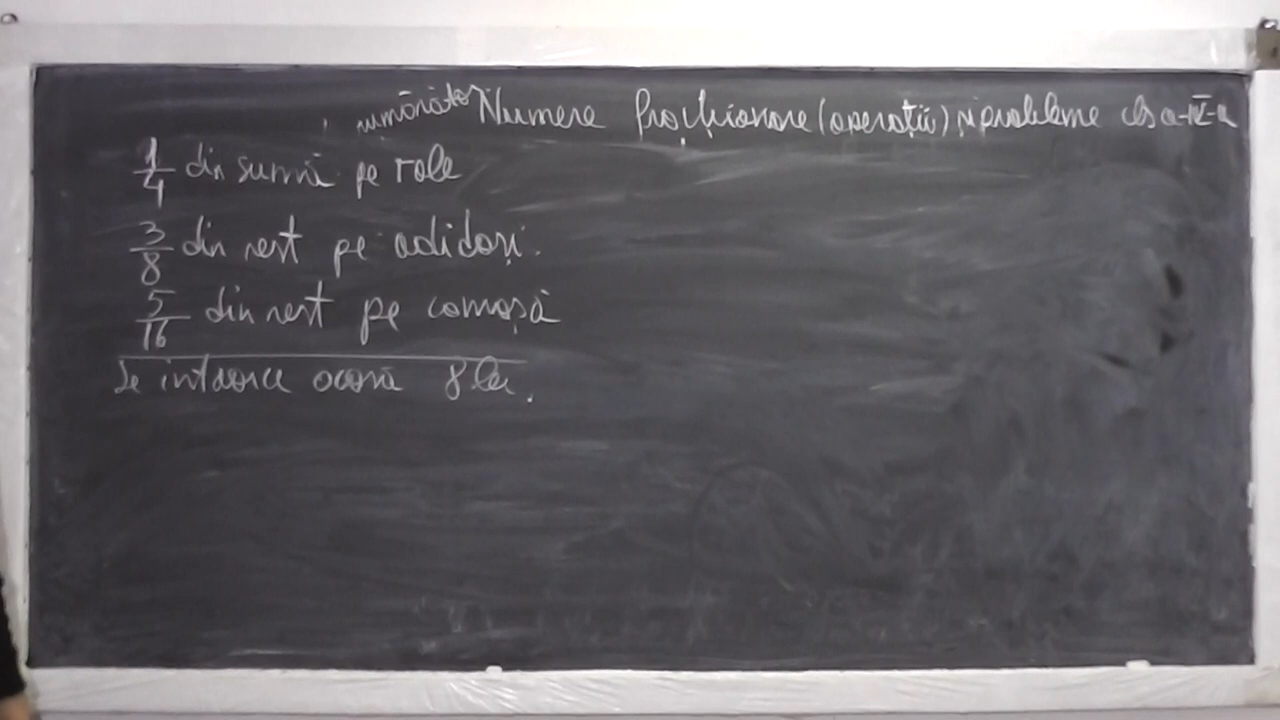 numărător Numere fracționare (operații) și probleme cls a-IV-a
1/4 din sumă pe role
3/8 din rest pe adidași.
5/16 din rest pe cămașă
Se întoarce acasă 8 lei.